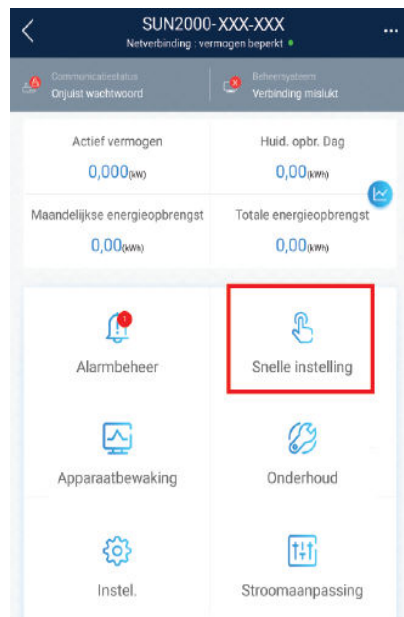 SUN2000-XXX-XXX
Netverbinding : vermogen beperkt
Communicatiestatus
Onjuist wachtwoord
Beheersysteem
Verbinding mislukt
Actief vermogen
0,000(kW)
Huid. opbr. Dag
0,00(kWh)
Maandelijkse energieopbrengst
0,00(kWh)
Totale energieopbrengst
0,00(kWh)
1
Alarmbeheer
Snelle instelling
Apparaatbewaking
Onderhoud
Instel.
Stroomaanpassing